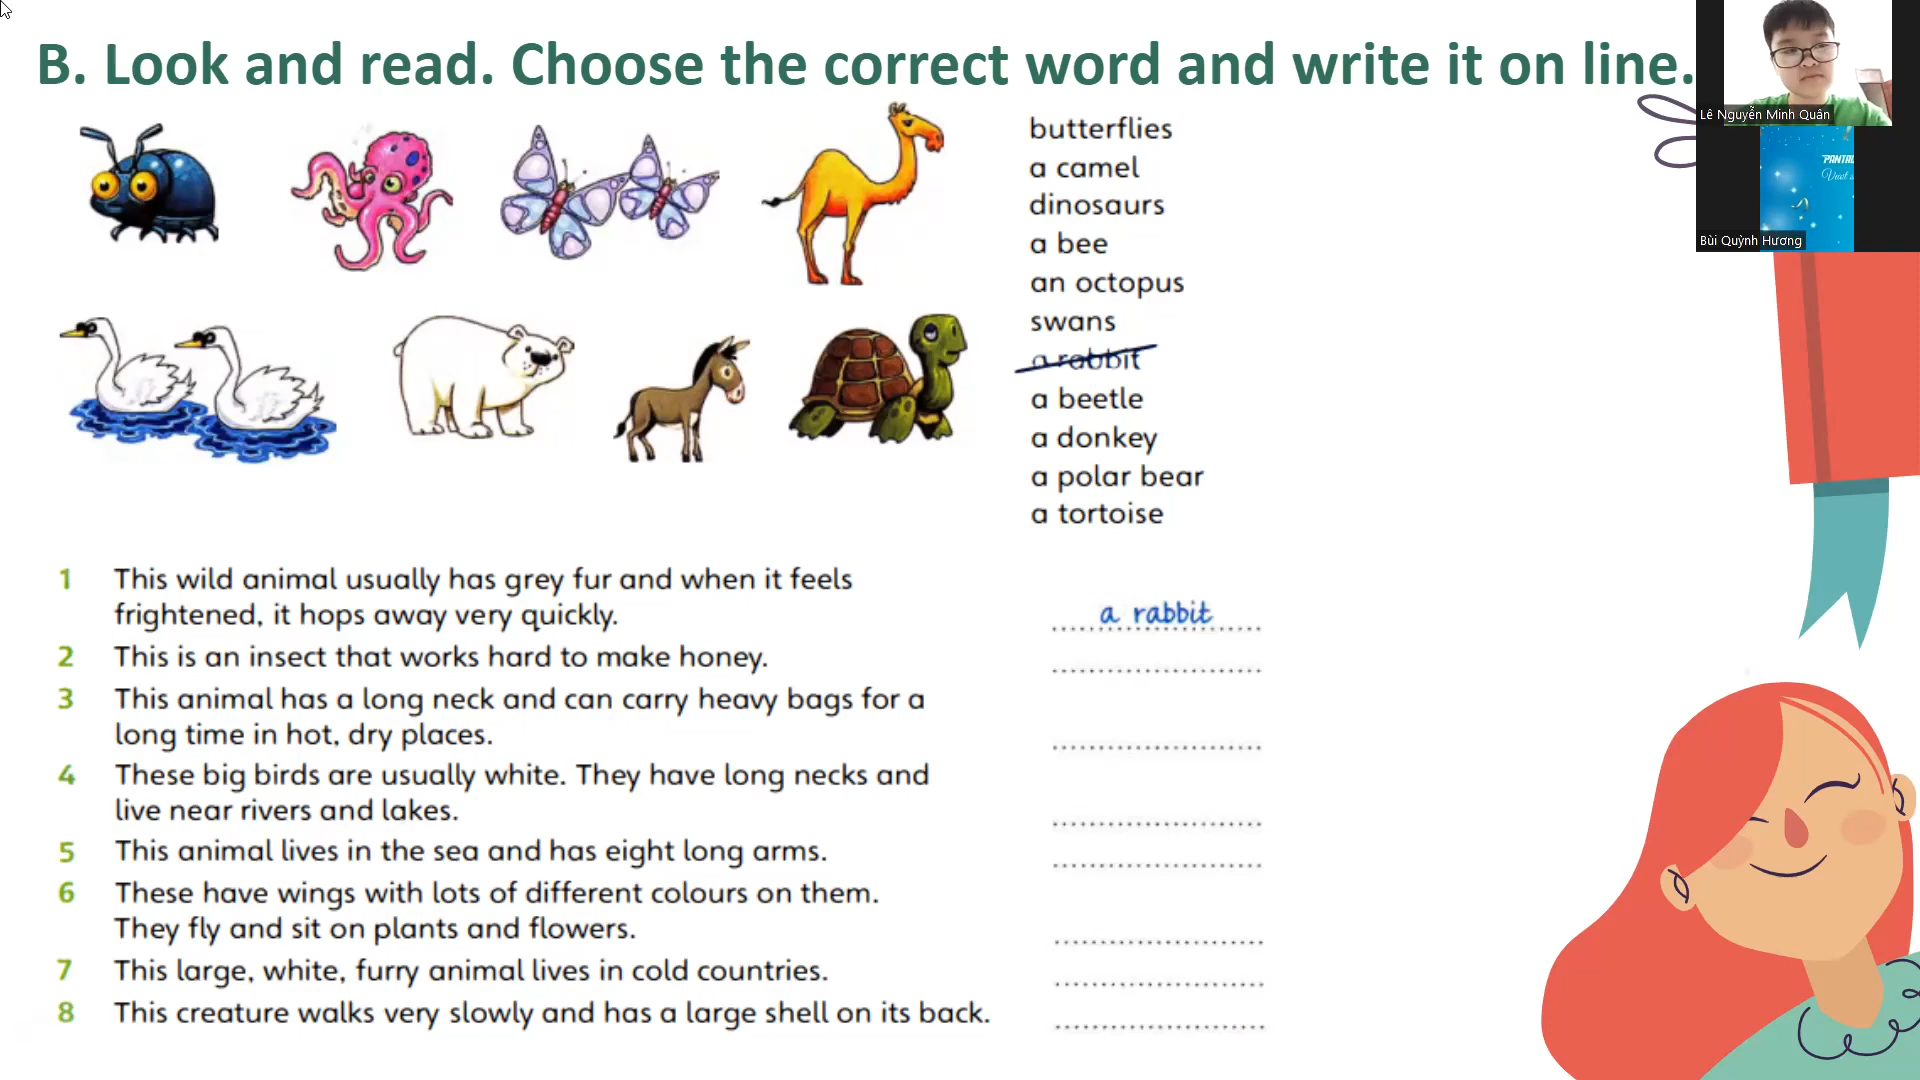 B. Look and read. Choose the correct word and write it on line.
Lê Nguyễn Minh Quân
Bùi Quỳnh Hương
butterflies
a camel
dinosaurs
a bee
an octopus
swans
a rabbit
a beetle
a donkey
a polar bear
a tortoise
1 This wild animal usually has grey fur and when it feels
frightened, it hops away very quickly.
a rabbit
2 This is an insect that works hard to make honey.
3 This animal has a long neck and can carry heavy bags for a
long time in hot, dry places.
4 These big birds are usually white. They have long necks and
live near rivers and lakes.
5 This animal lives in the sea and has eight long arms.
6 These have wings with lots of different colours on them.
They fly and sit on plants and flowers.
7 This large, white, furry animal lives in cold countries.
8 This creature walks very slowly and has a large shell on its back.